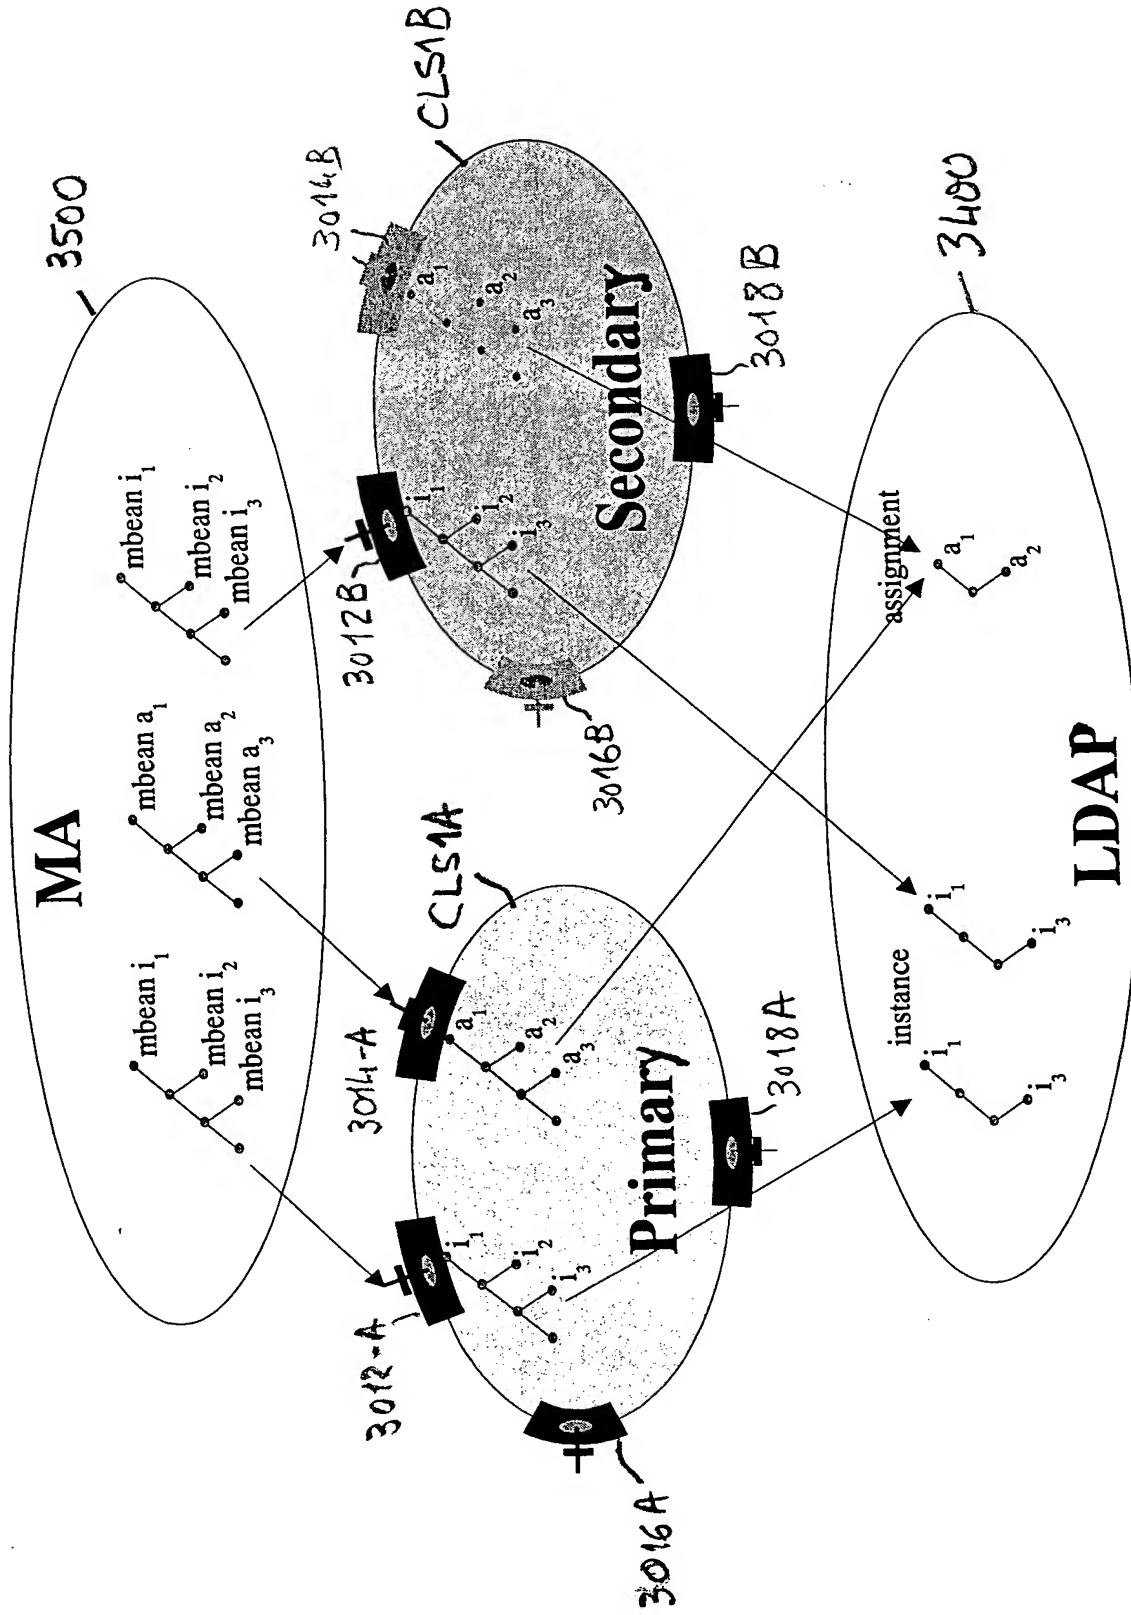 3500
MA
mbean i1
mbean i2
mbean i3
mbean a1
mbean a2
mbean a3
mbean i1
mbean i2
mbean i3
3012-A
3014-A
CLS1A
3012B
3014B
CLS1B
i1
i2
i3
a1
a2
a3
Primary
3016A
3018A
i1
i2
i3
a1
a2
a3
Secondary
3016B
3018B
instance
i1
i3
i1
i3
assignment
a1
a2
LDAP
3400